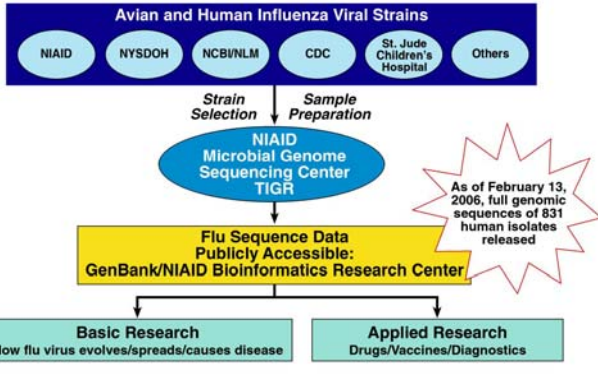 Avian and Human Influenza Viral Strains
NIAID
NYSDOH
NCBI/NLM
CDC
St. Jude
Children's
Hospital
Others
Strain
Selection
Sample
Preparation
NIAID
Microbial Genome
Sequencing Center
TIGR
As of February 13,
2006, full genomic
sequences of 831
human isolates
released
Flu Sequence Data
Publicly Accessible:
GenBank/NIAID Bioinformatics Research Center
Basic Research
flu virus evolves/spreads/causes disease
Applied Research
Drugs/Vaccines/Diagnostics